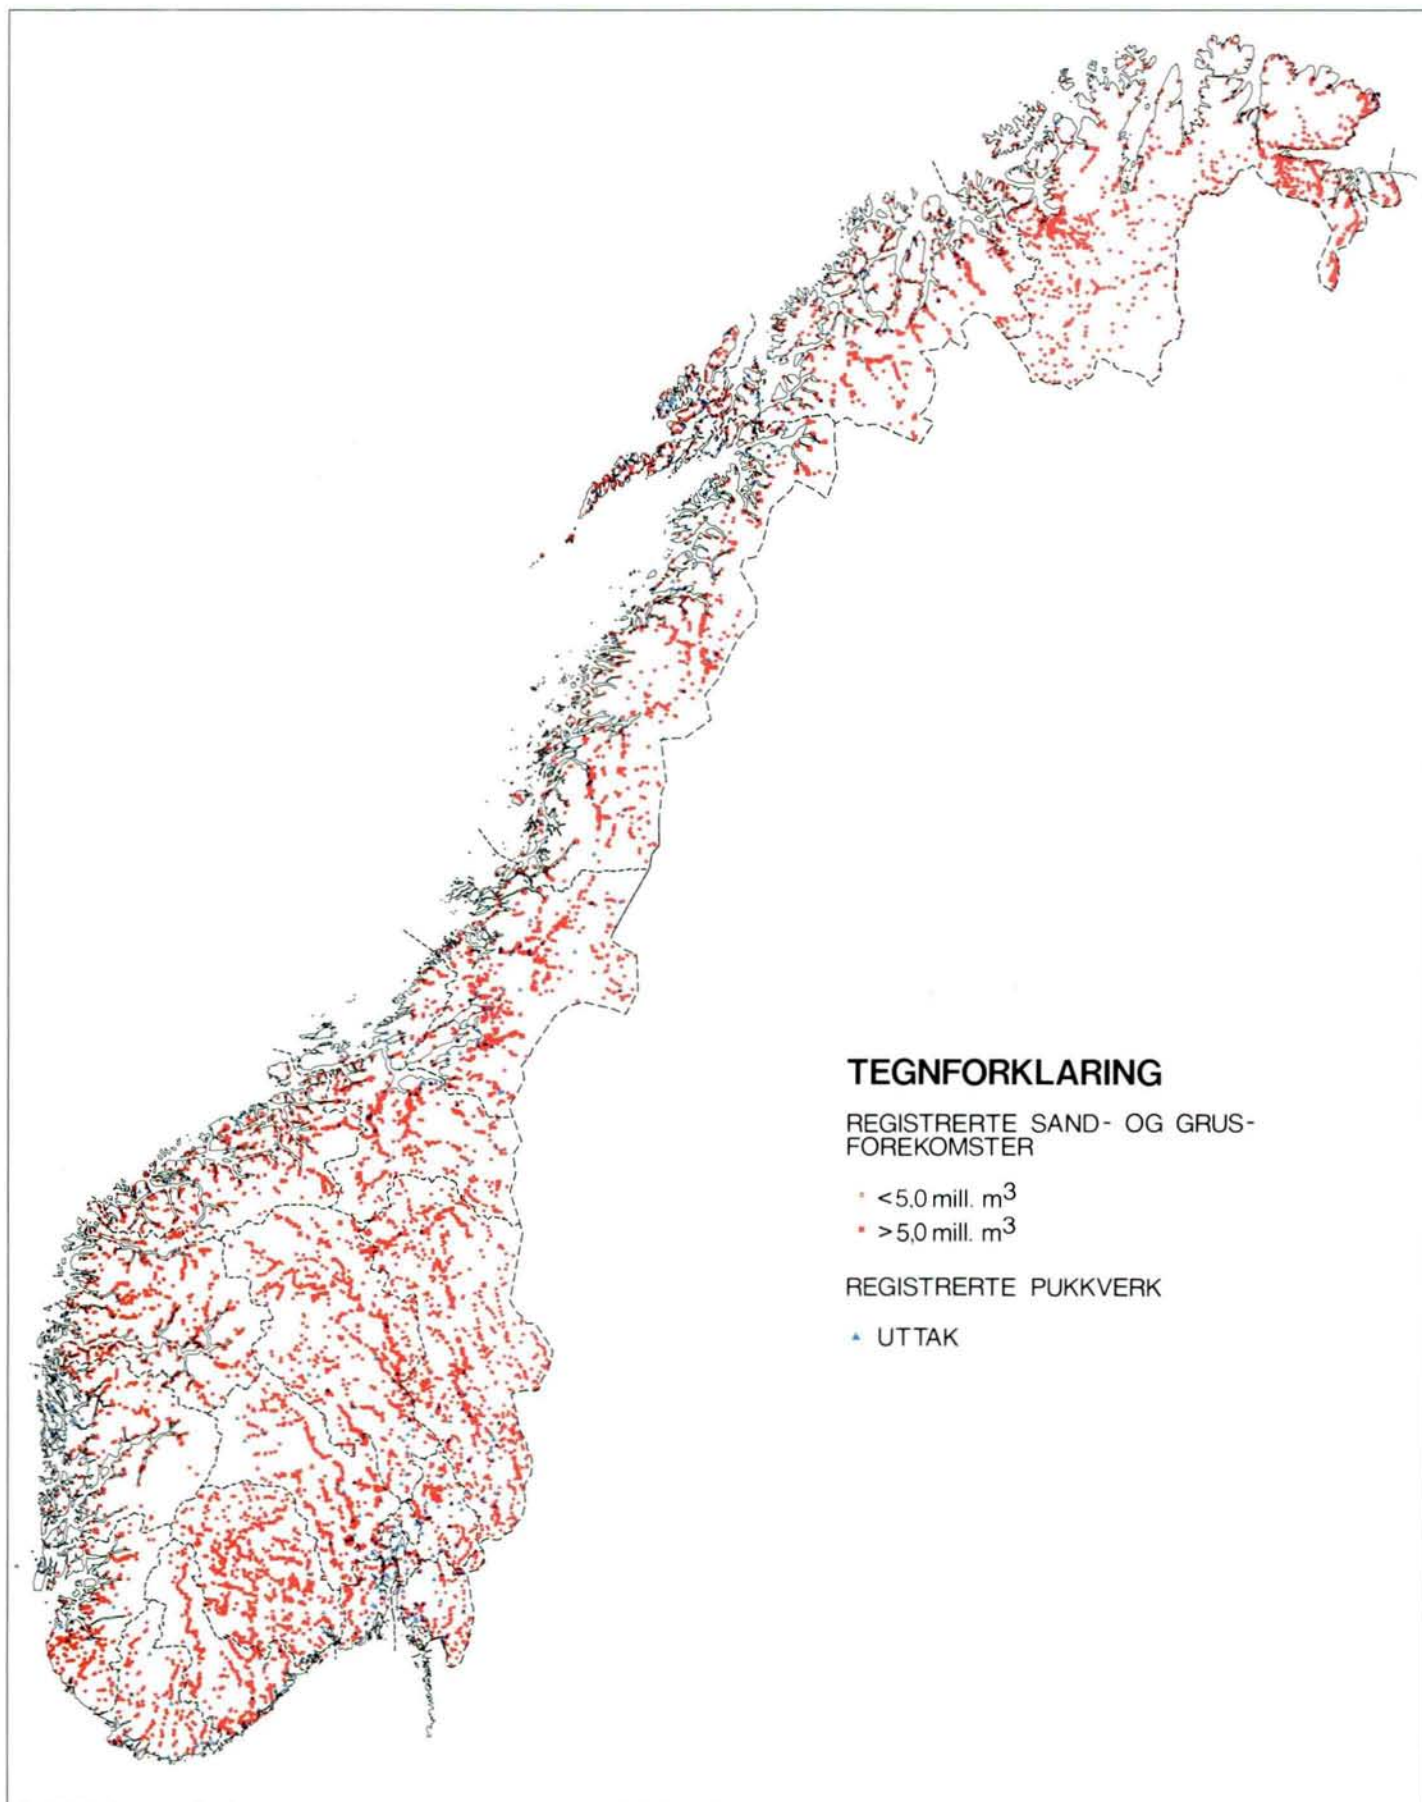 TEGNFORKLARING
REGISTRERTE SAND- OG GRUS-
FOREKOMSTER
<5,0 mill. m³
>5,0 mill. m³
REGISTRERTE PUKKVERK
UTTAK